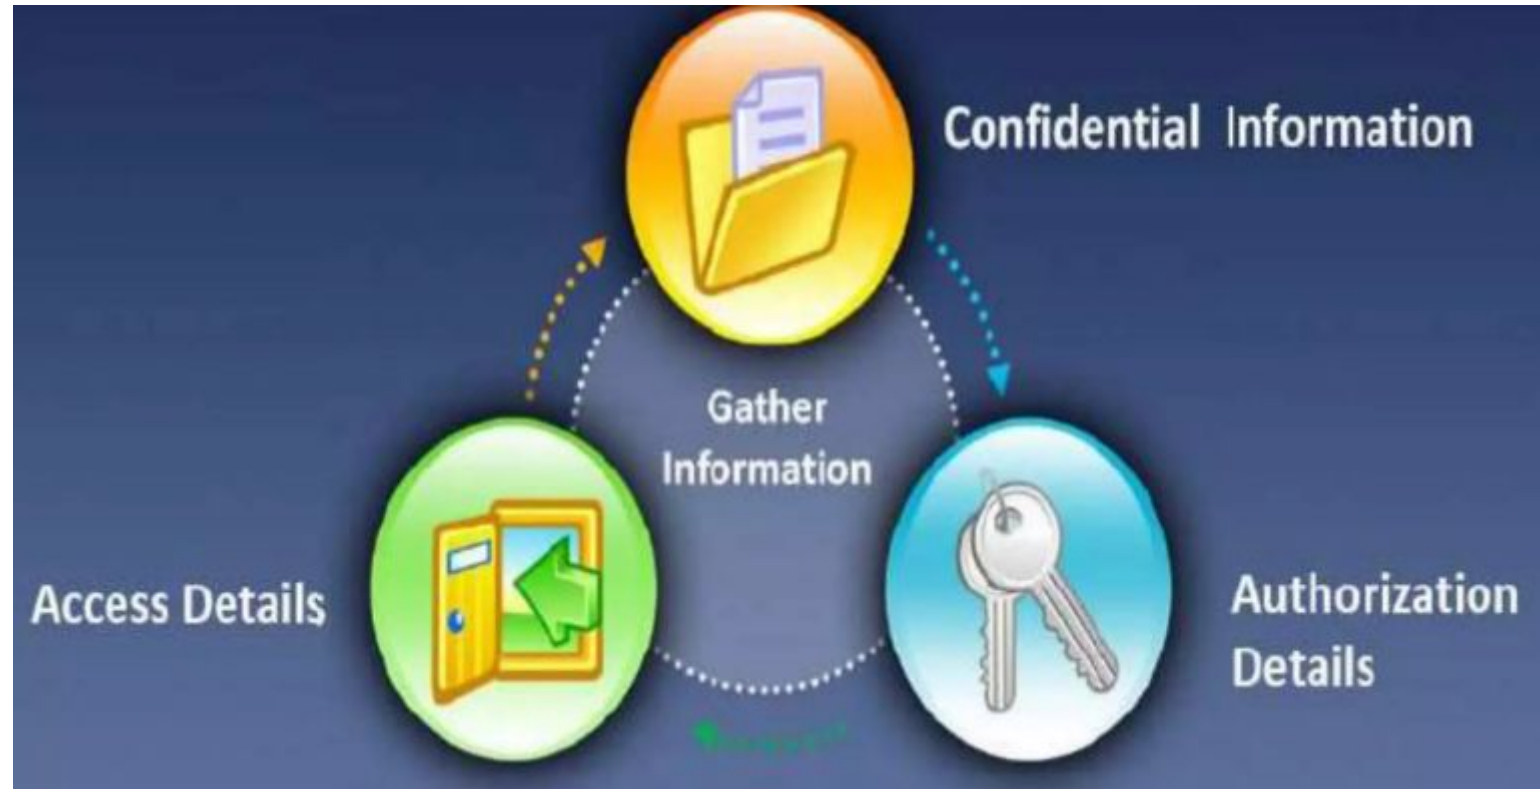 Confidential Information
Gather
Information
Access Details
Authorization
Details